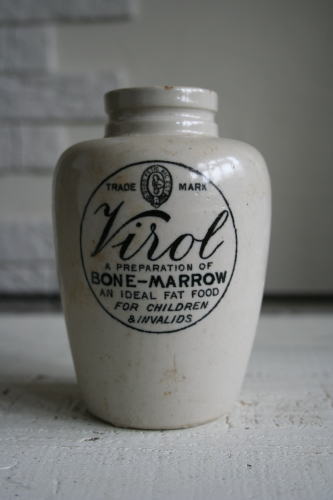 TRADE MARK
Virol
A PREPARATION OF
BONE-MARROW
AN IDEAL FAT FOOD
FOR CHILDREN
& INVALIDS